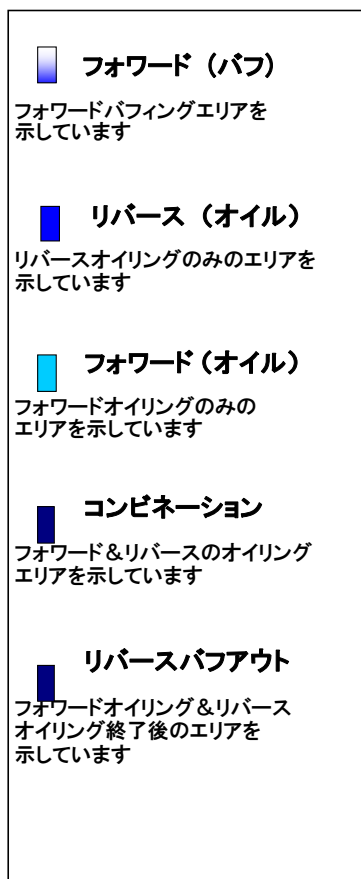 フォワード（バフ）
フォワードバフィングエリアを
示しています
リバース（オイル）
リバースオイリングのみのエリアを
示しています
フォワード（オイル）
フォワードオイリングのみの
エリアを示しています
コンビネーション
フォワード＆リバースのオイリング
エリアを示しています
リバースバフアウト
フォワードオイリング＆リバース
オイリング終了後のエリアを
示しています